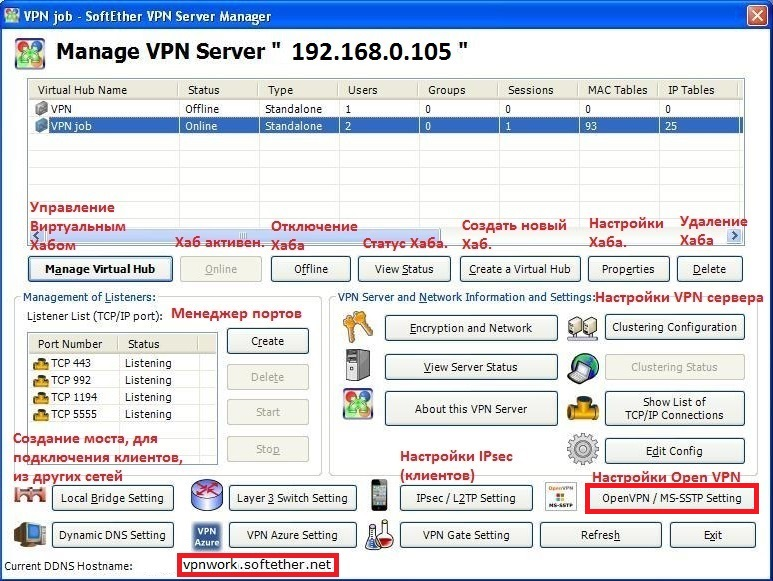 VPN job - SoftEther VPN Server Manager
Manage VPN Server " 192.168.0.105 "
Virtual Hub Name Status Type Users Groups Sessions MAC Tables IP Tables
VPN Offline Standalone 1 0 0 0 0
VPN job Online Standalone 2 0 1 93 25
Управление
Виртуальным
Хабом
Хаб активен.
Отключение
Хаба
Статус Хаба.
Создать новый
Хаб.
Настройки
Хаба.
Удаление
Хаба
Manage Virtual Hub Online Offline View Status Create a Virtual Hub Properties Delete
Management of Listeners:
Listener List (TCP/IP port):
Менеджер портов
Port Number Status
TCP 443 Listening
TCP 992 Listening
TCP 1194 Listening
TCP 5555 Listening
Create
Delete
Start
Stop
VPN Server and Network Information and Settings:
Настройки VPN сервера
Encryption and Network
Clustering Configuration
View Server Status
Clustering Status
About this VPN Server
Show List of
TCP/IP Connections
Edit Config
Создание моста, для
подключения клиентов,
из других сетей
Настройки IPsec
(клиентов)
Настройки Open VPN
Local Bridge Setting
Layer 3 Switch Setting
IPsec / L2TP Setting
OpenVPN
MS-SSTP
OpenVPN / MS-SSTP Setting
Dynamic DNS Setting
VPN
Azure
VPN Azure Setting
VPN Gate Setting
Refresh
Exit
Current DDNS Hostname:
vpnwork.softether.net